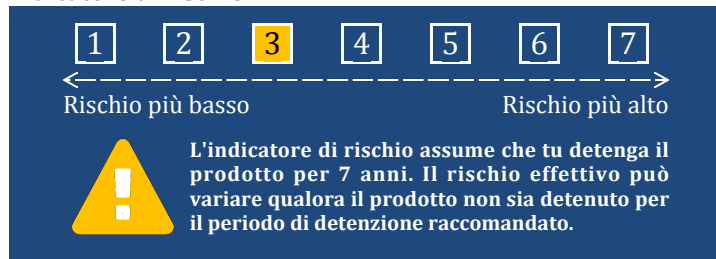 1 2 3 4 5 6 7
Rischio più basso Rischio più alto
L'indicatore di rischio assume che tu detenga il
prodotto per 7 anni. Il rischio effettivo può
variare qualora il prodotto non sia detenuto per
il periodo di detenzione raccomandato.